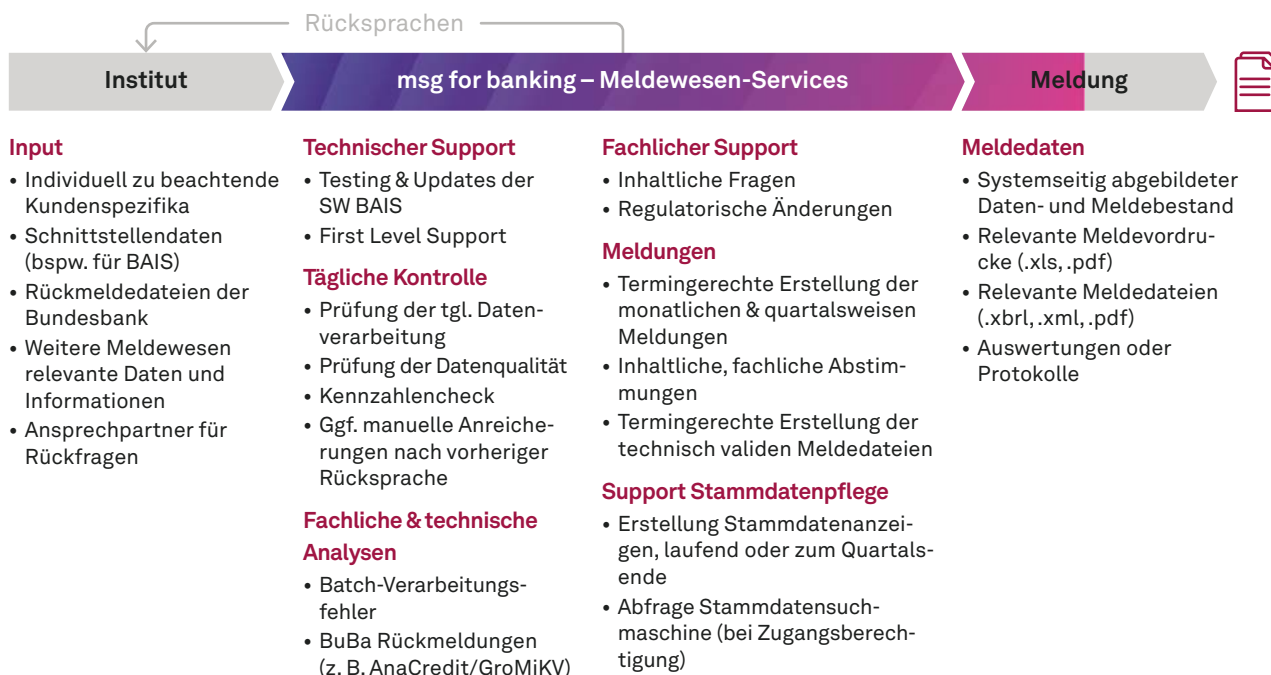 Rücksprachen
Institut
msg for banking – Meldewesen-Services
Meldung
Input
• Individuell zu beachtende
Kundenspezifika
• Schnittstellendaten
(bspw. für BAIS)
• Rückmeldedateien der
Bundesbank
• Weitere Meldewesen
relevante Daten und
Informationen
• Ansprechpartner für
Rückfragen
Technischer Support
• Testing & Updates der
SW BAIS
• First Level Support
Tägliche Kontrolle
• Prüfung der tgl. Daten-
verarbeitung
• Prüfung der Datenqualität
• Kennzahlencheck
• Ggf. manuelle Anreiche-
rungen nach vorheriger
Rücksprache
Fachliche & technische
Analysen
• Batch-Verarbeitungs-
fehler
• BuBa Rückmeldungen
(z. B. AnaCredit/GroMiKV)
Fachlicher Support
• Inhaltliche Fragen
• Regulatorische Änderungen
Meldungen
• Termingerechte Erstellung der
monatlichen & quartalsweisen
Meldungen
• Inhaltliche, fachliche Abstim-
mungen
• Termingerechte Erstellung der
technisch validen Meldedateien
Support Stammdatenpflege
• Erstellung Stammdatenanzei-
gen, laufend oder zum Quartals-
ende
• Abfrage Stammdatensuch-
maschine (bei Zugangsberech-
tigung)
Meldedaten
• Systemseitig abgebildeter
Daten- und Meldebestand
• Relevante Meldevordru-
cke (.xls, .pdf)
• Relevante Meldedateien
(.xbrl, .xml, .pdf)
• Auswertungen oder
Protokolle